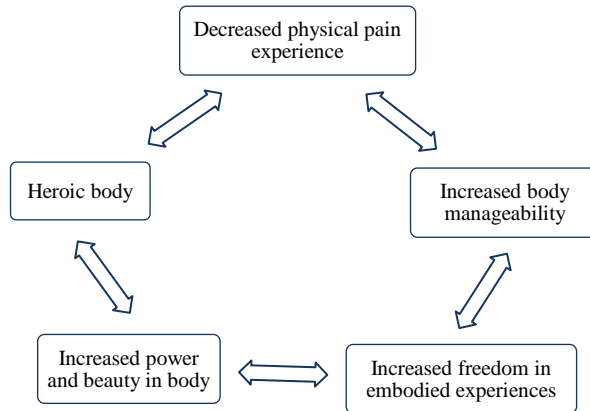 Decreased physical pain
experience
Heroic body
Increased body
manageability
Increased power
and beauty in body
Increased freedom in
embodied experiences